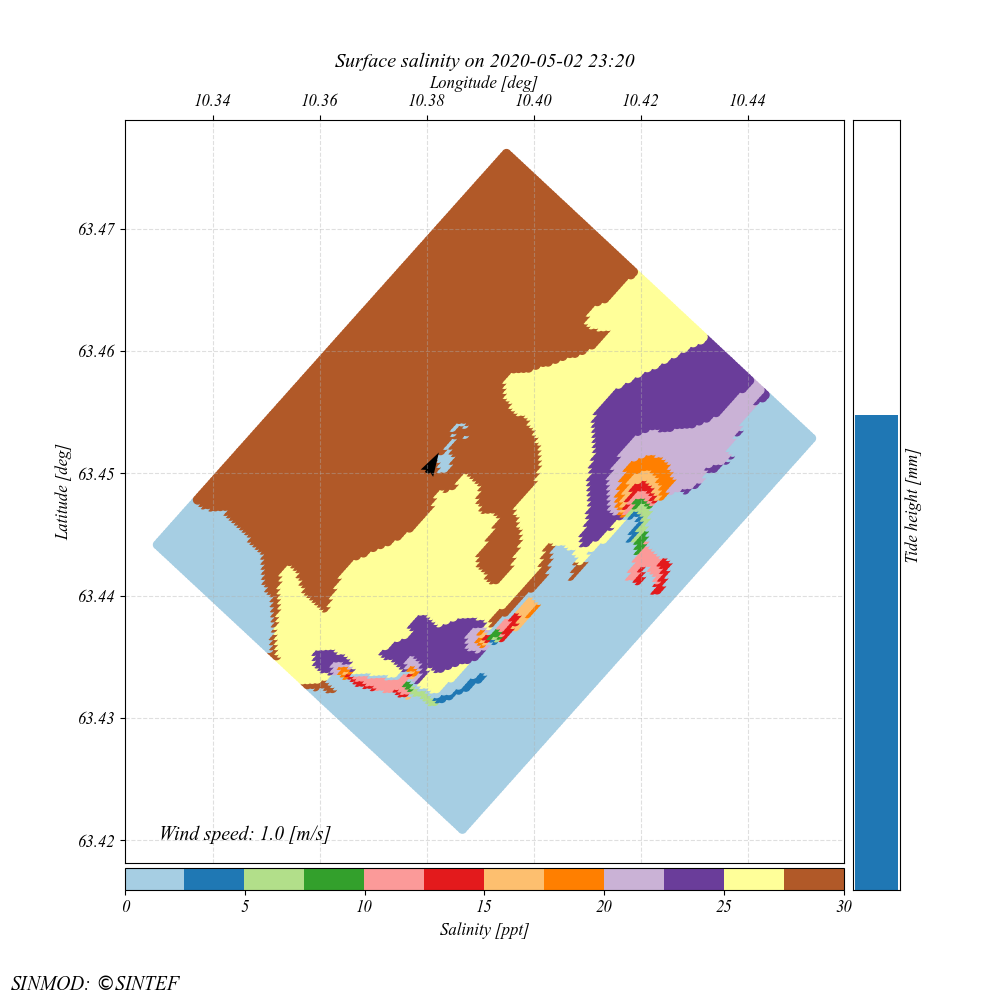 Surface salinity on 2020-05-02 23:20
Longitude [deg]
10.34 10.36 10.38 10.40 10.42 10.44
63.47
63.46
63.45
63.44
63.43
63.42
Latitude [deg]
Tide height [mm]
Wind speed: 1.0 [m/s]
0 5 10 15 20 25 30
Salinity [ppt]
SINMOD: ©SINTEF